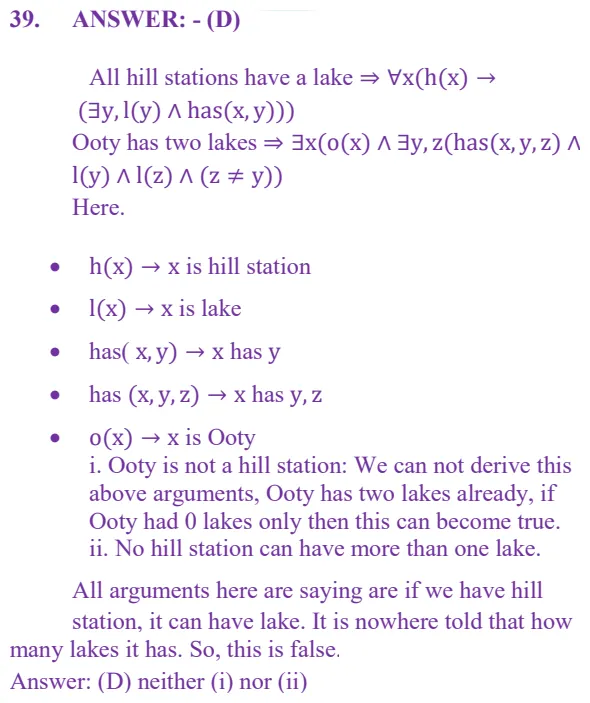 39. ANSWER: - (D)
All hill stations have a lake ⇒ ∀x(h(x) →
(∃y, l(y) ∧ has(x, y)))
Ooty has two lakes ⇒ ∃x(o(x) ∧ ∃y, z(has(x, y, z) ∧
l(y) ∧ l(z) ∧ (z ≠ y))
Here.
• h(x) → x is hill station
• l(x) → x is lake
• has( x, y) → x has y
• has (x, y, z) → x has y, z
• o(x) → x is Ooty
i. Ooty is not a hill station: We can not derive this
above arguments, Ooty has two lakes already, if
Ooty had 0 lakes only then this can become true.
ii. No hill station can have more than one lake.
All arguments here are saying are if we have hill
station, it can have lake. It is nowhere told that how
many lakes it has. So, this is false.
Answer: (D) neither (i) nor (ii)